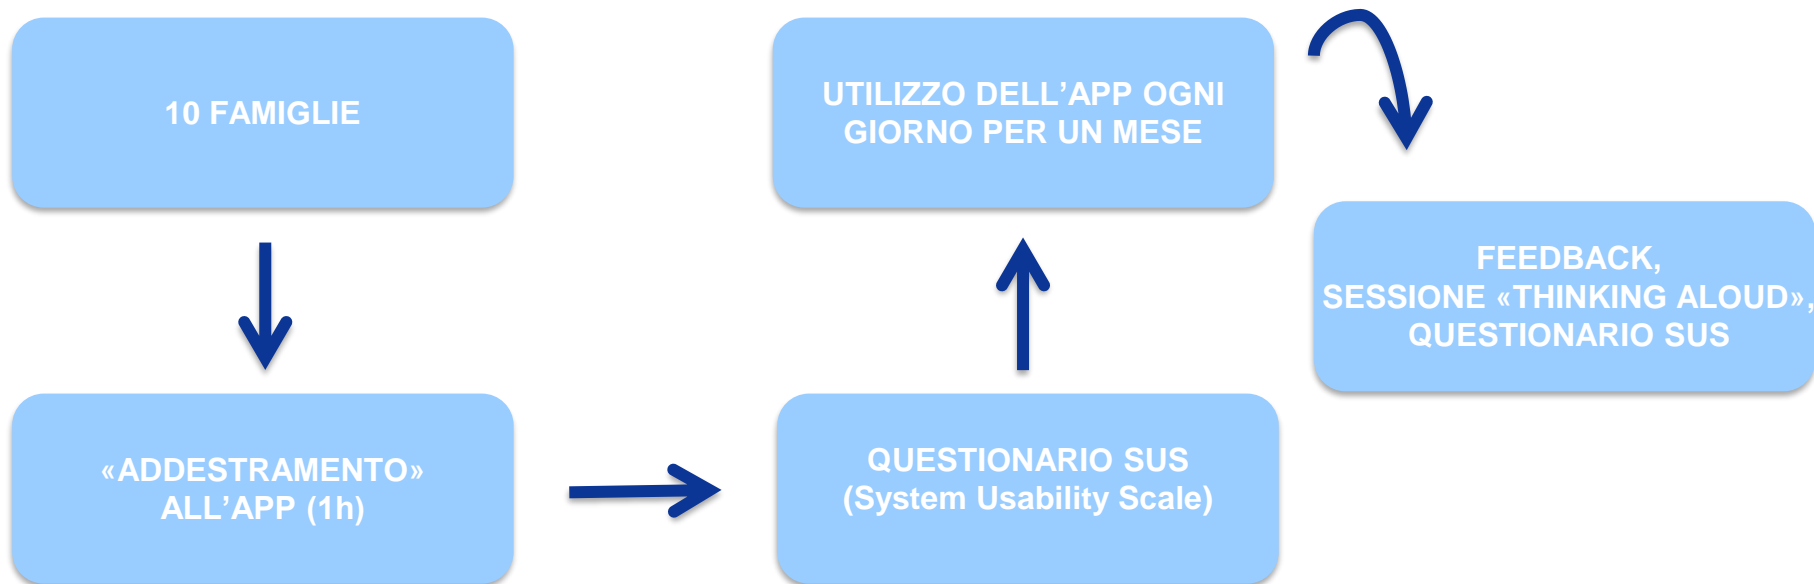 10 FAMIGLIE
«ADDESTRAMENTO»
ALL’APP (1h)
QUESTIONARIO SUS
(System Usability Scale)
UTILIZZO DELL’APP OGNI
GIORNO PER UN MESE
FEEDBACK,
SESSIONE «THINKING ALOUD»,
QUESTIONARIO SUS